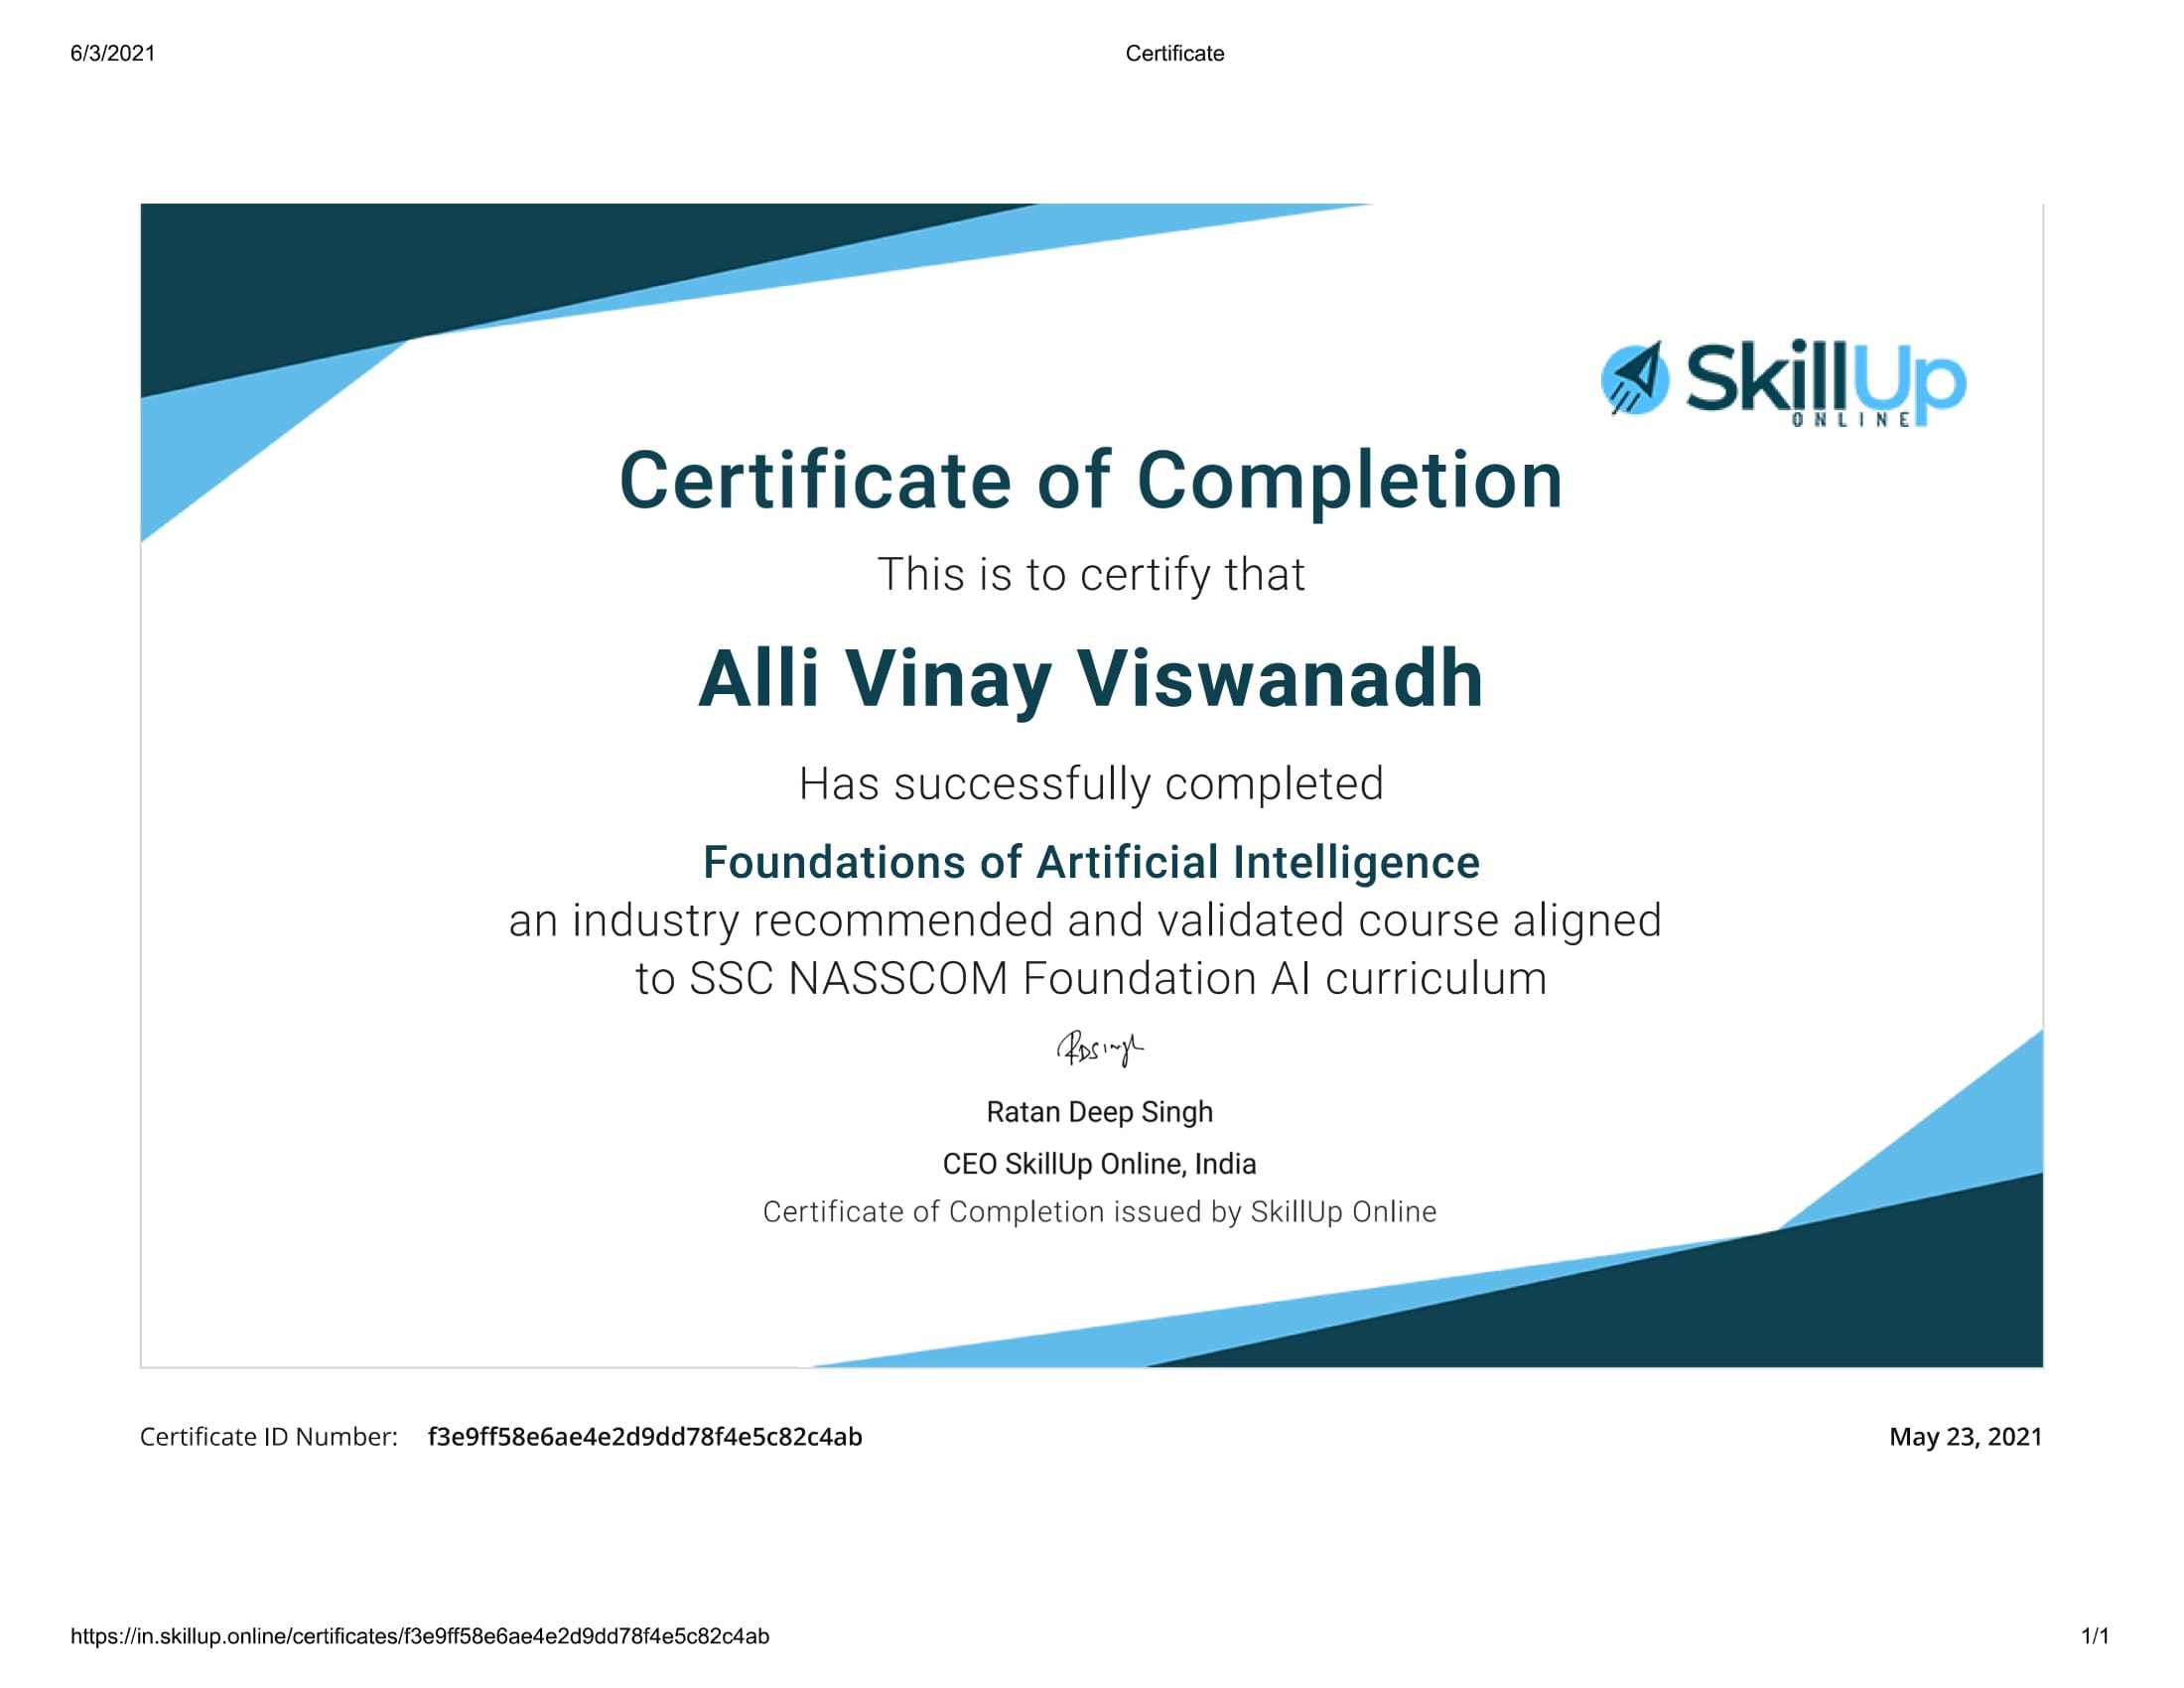 6/3/2021
Certificate
SkillUp
ONLINE
Certificate of Completion
This is to certify that
Alli Vinay Viswanadh
Has successfully completed
Foundations of Artificial Intelligence
an industry recommended and validated course aligned
to SSC NASSCOM Foundation AI curriculum
RDSingh
Ratan Deep Singh
CEO SkillUp Online, India
Certificate of Completion issued by SkillUp Online
Certificate ID Number: f3e9ff58e6ae4e2d9dd78f4e5c82c4ab
May 23, 2021
https://in.skillup.online/certificates/f3e9ff58e6ae4e2d9dd78f4e5c82c4ab
1/1